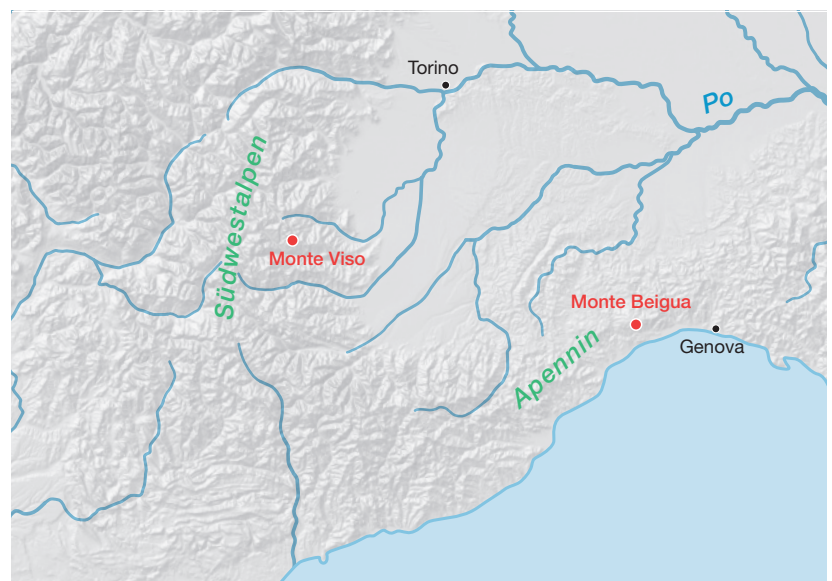 Torino
Po
Südwestalpen
Monte Viso
Monte Beigua
Genova
Apennin